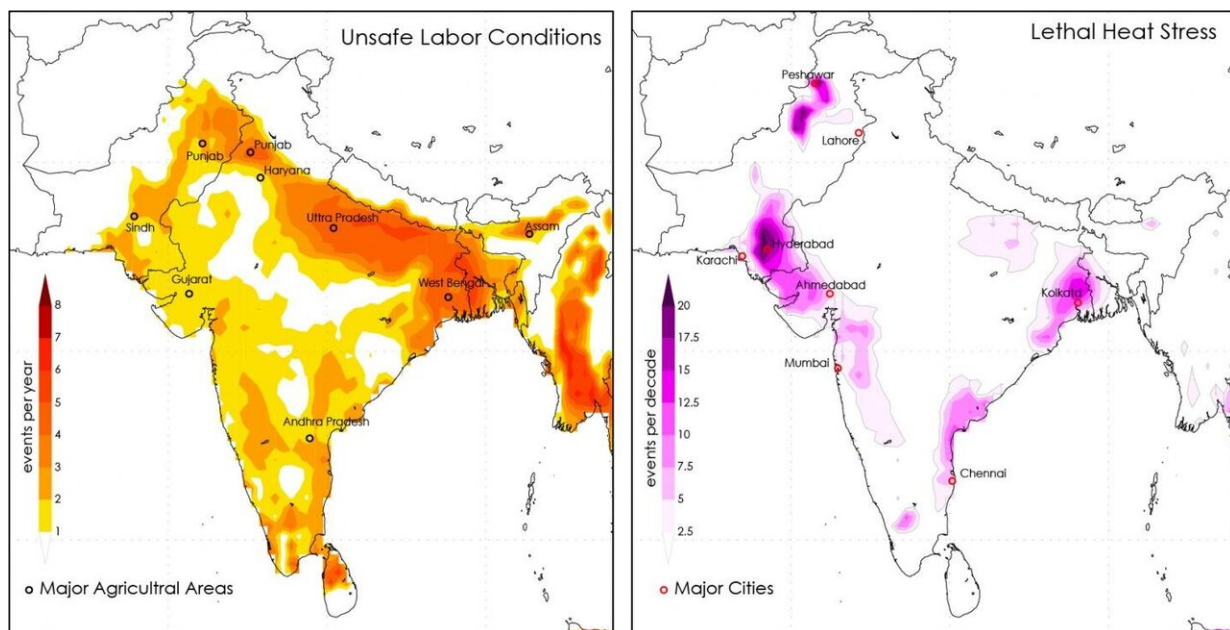 Unsafe Labor Conditions
Punjab
Punjab
Haryana
Uttra Pradesh
Assam
Sindh
Gujarat
West Bengal
Andhra Pradesh
events per year
8
7
6
5
4
3
2
1
Major Agricultral Areas
Lethal Heat Stress
Peshawar
Lahore
Hyderabad
Karachi
Ahmedabad
Kolkata
Mumbai
Chennai
events per decade
20
17.5
15
12.5
10
7.5
5
2.5
Major Cities